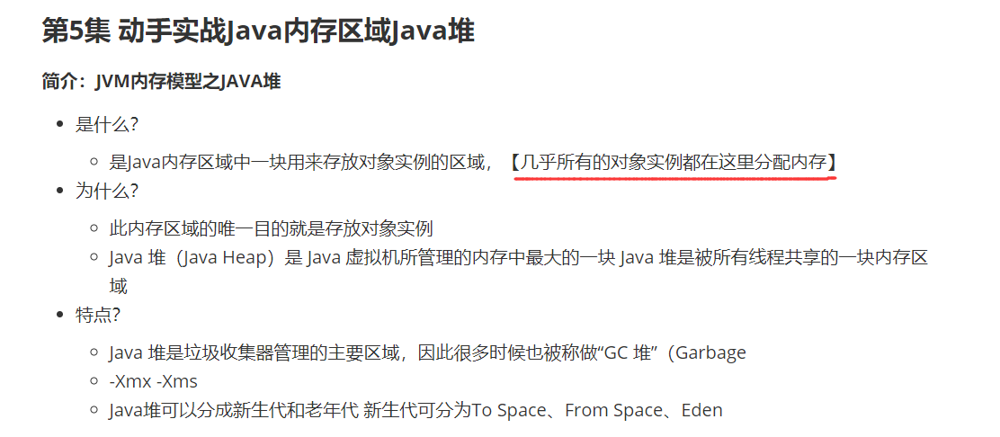 第5集 动手实战Java内存区域Java堆
简介：JVM内存模型之JAVA堆
是什么?
是Java内存区域中一块用来存放对象实例的区域，【几乎所有的对象实例都在这里分配内存】
为什么?
此内存区域的唯一目的就是存放对象实例
Java 堆（Java Heap）是 Java 虚拟机所管理的内存中最大的一块 Java 堆是被所有线程共享的一块内存区
域
特点?
Java 堆是垃圾收集器管理的主要区域，因此很多时候也被称做“GC 堆”（Garbage
-Xmx -Xms
Java堆可以分成新生代和老年代 新生代可分为To Space、From Space、Eden